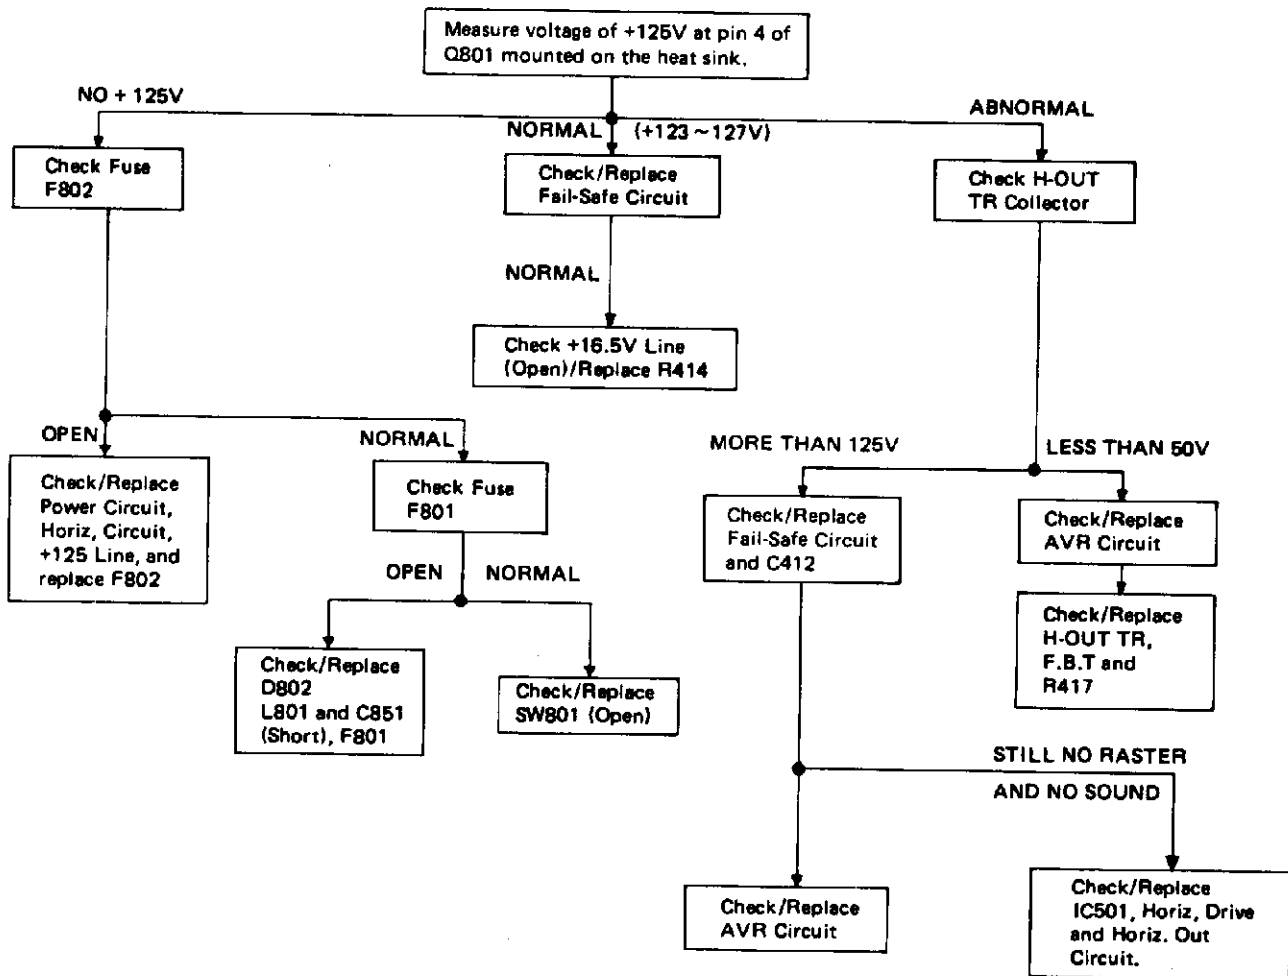 Measure voltage of +125V at pin 4 of
Q801 mounted on the heat sink.
NO + 125V
NORMAL (+123 ~ 127V)
ABNORMAL
Check Fuse
F802
Check/Replace
Fail-Safe Circuit
Check H-OUT
TR Collector
NORMAL
Check +16.5V Line
(Open)/Replace R414
OPEN
NORMAL
MORE THAN 125V
LESS THAN 50V
Check/Replace
Power Circuit,
Horiz, Circuit,
+125 Line, and
replace F802
Check Fuse
F801
Check/Replace
Fail-Safe Circuit
and C412
Check/Replace
AVR Circuit
OPEN
NORMAL
Check/Replace
H-OUT TR,
F.B.T and
R417
Check/Replace
D802
L801 and C851
(Short), F801
Check/Replace
SW801 (Open)
STILL NO RASTER
AND NO SOUND
Check/Replace
AVR Circuit
Check/Replace
IC501, Horiz, Drive
and Horiz. Out
Circuit.